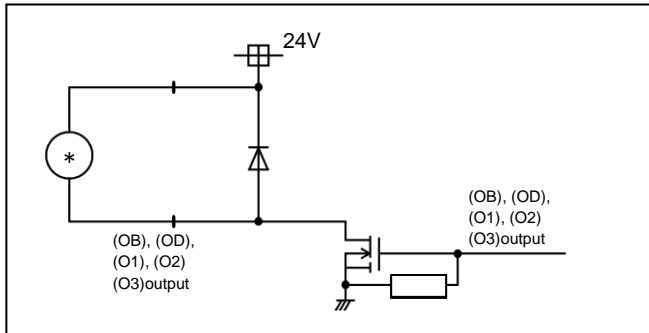 24V
*
(OB), (OD),
(O1), (O2)
(O3)output
(OB), (OD),
(O1), (O2)
(O3)output